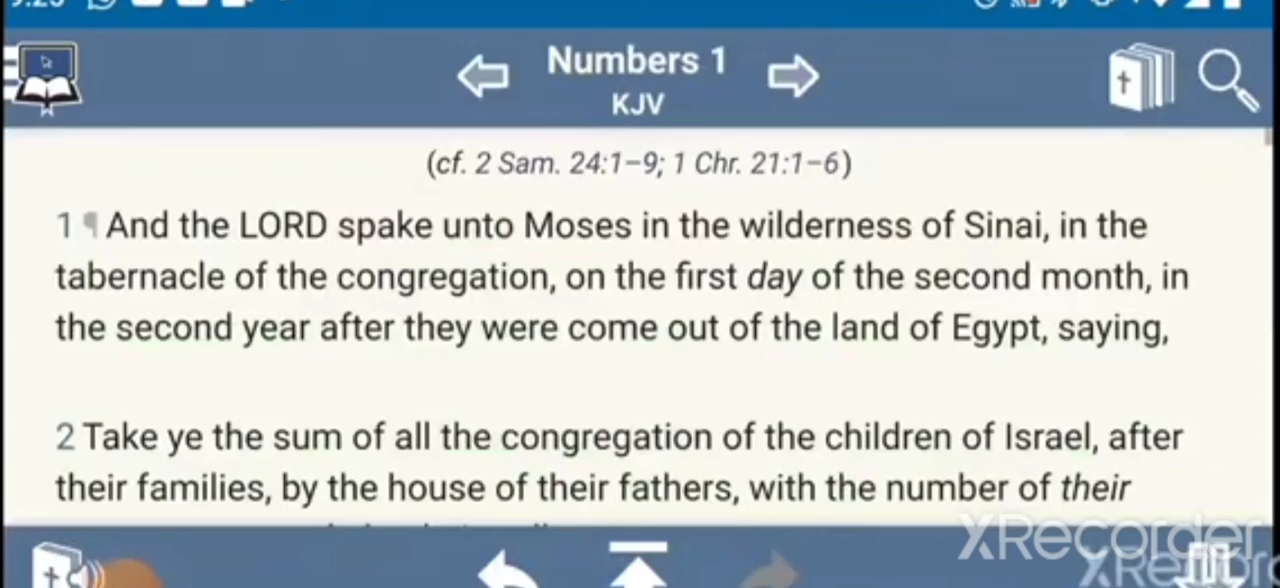 Numbers 1
KJV
(cf. 2 Sam. 24:1–9; 1 Chr. 21:1–6)
1 ¶ And the LORD spake unto Moses in the wilderness of Sinai, in the
tabernacle of the congregation, on the first day of the second month, in
the second year after they were come out of the land of Egypt, saying,
2 Take ye the sum of all the congregation of the children of Israel, after
their families, by the house of their fathers, with the number of their
XRecorder